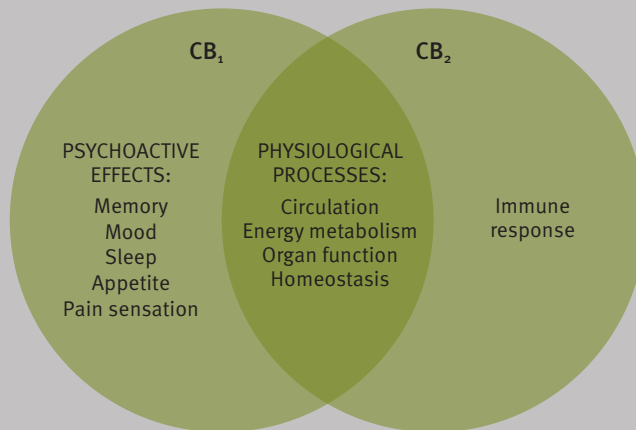 CB₁
CB₂
PSYCHOACTIVE
EFFECTS:
Memory
Mood
Sleep
Appetite
Pain sensation
PHYSIOLOGICAL
PROCESSES:
Circulation
Energy metabolism
Organ function
Homeostasis
Immune
response